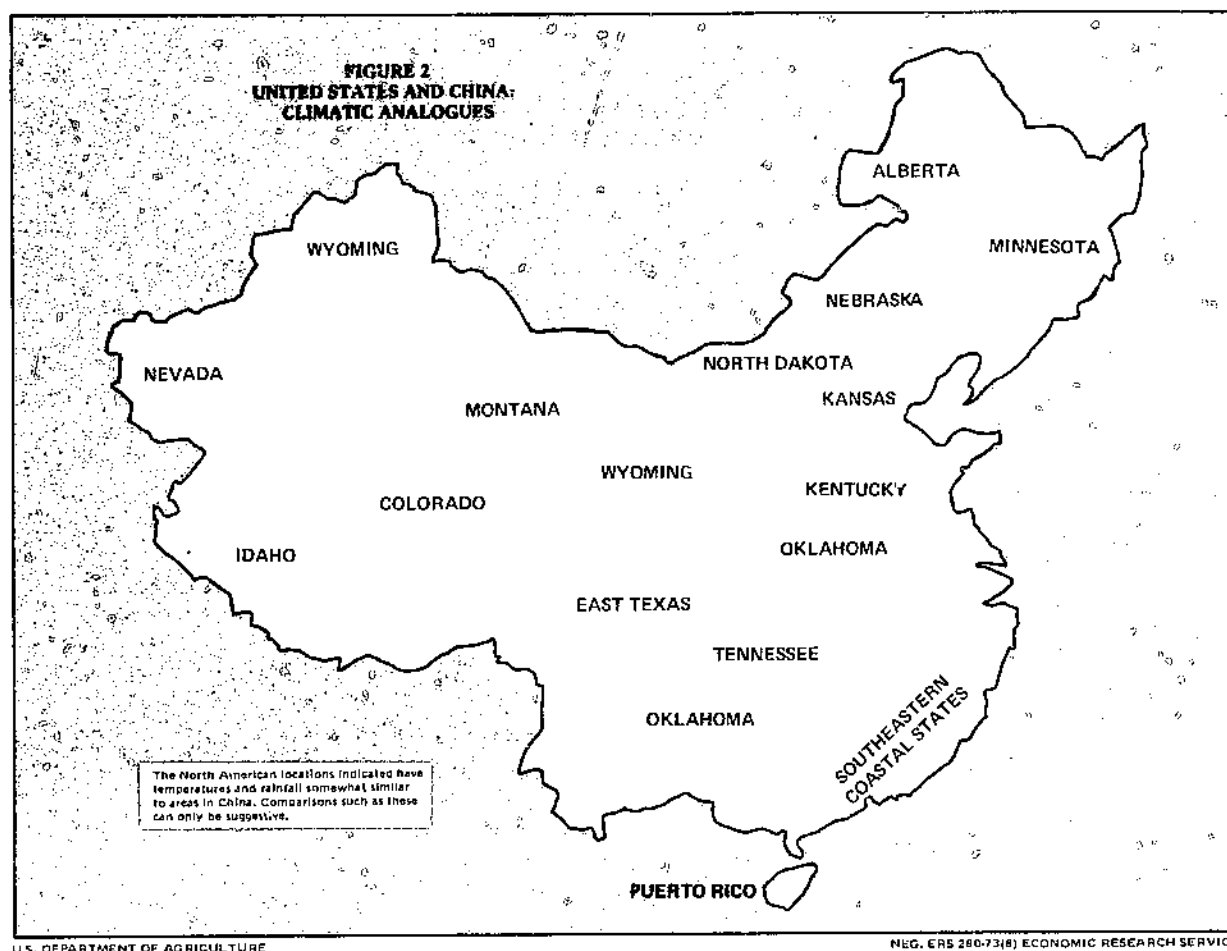 FIGURE 2
UNITED STATES AND CHINA:
CLIMATIC ANALOGUES
ALBERTA
WYOMING
MINNESOTA
NEBRASKA
NORTH DAKOTA
NEVADA
KANSAS
MONTANA
WYOMING
KENTUCKY
COLORADO
OKLAHOMA
IDAHO
EAST TEXAS
TENNESSEE
OKLAHOMA
SOUTHEASTERN
COASTAL STATES
The North American locations indicated have
temperatures and rainfall somewhat similar
to areas in China. Comparisons such as these
can only be suggestive.
PUERTO RICO
U.S. DEPARTMENT OF AGRICULTURE
NEG. ERS 280-73(8) ECONOMIC RESEARCH SERVICE